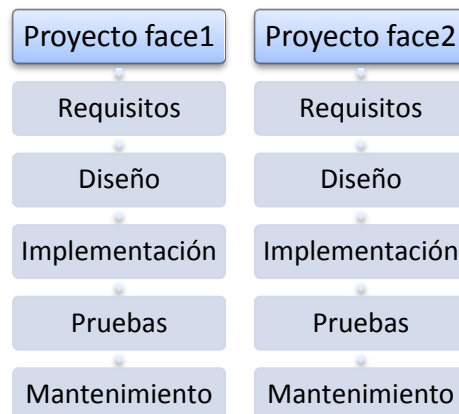 Proyecto face1
Requisitos
Diseño
Implementación
Pruebas
Mantenimiento
Proyecto face2
Requisitos
Diseño
Implementación
Pruebas
Mantenimiento